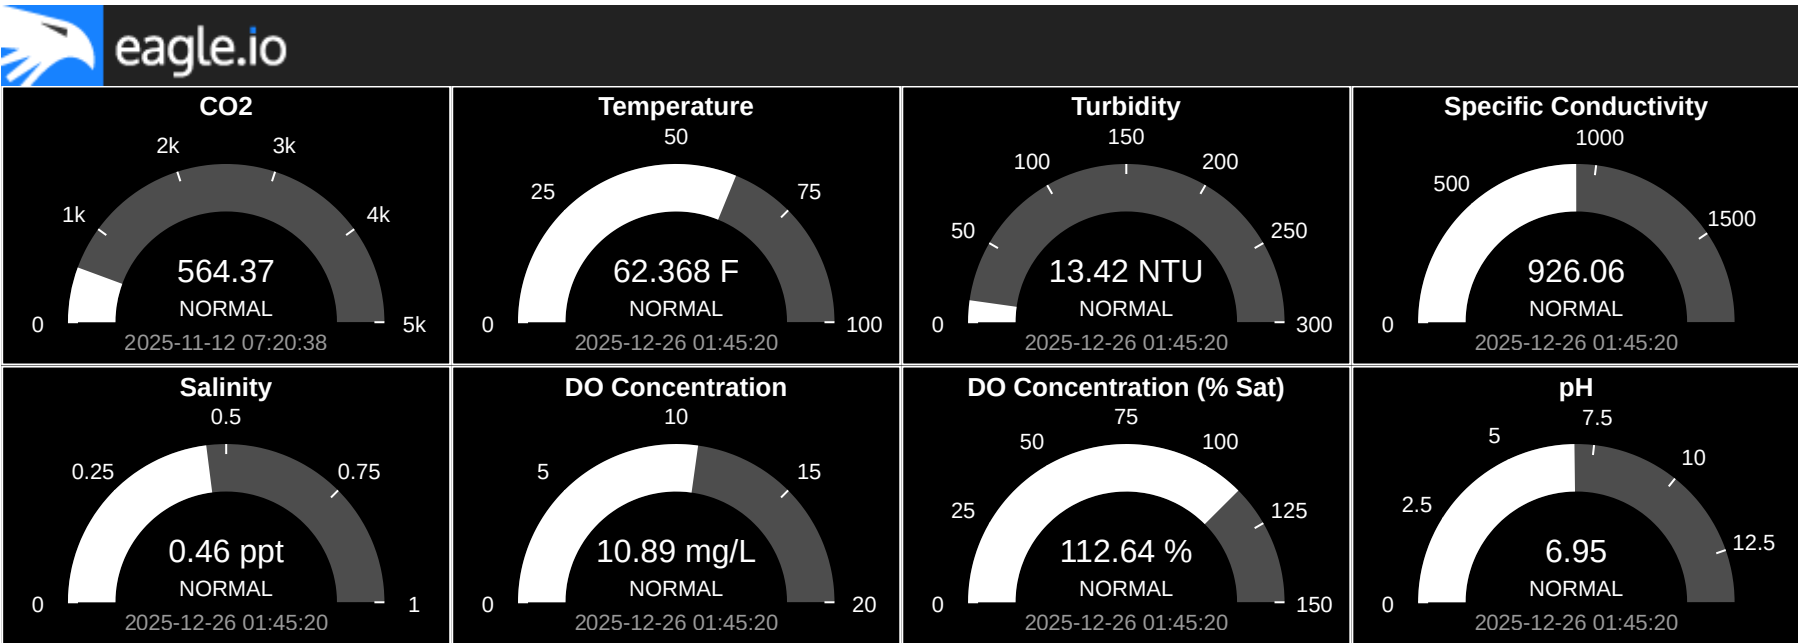 eagle.io
CO2
0
1k
2k
3k
4k
5k
564.37
NORMAL
2025-11-12 07:20:38
Temperature
0
25
50
75
100
62.368 F
NORMAL
2025-12-26 01:45:20
Turbidity
0
50
100
150
200
250
300
13.42 NTU
NORMAL
2025-12-26 01:45:20
Specific Conductivity
0
500
1000
1500
926.06
NORMAL
2025-12-26 01:45:20
Salinity
0
0.25
0.5
0.75
1
0.46 ppt
NORMAL
2025-12-26 01:45:20
DO Concentration
0
5
10
15
20
10.89 mg/L
NORMAL
2025-12-26 01:45:20
DO Concentration (% Sat)
0
25
50
75
100
125
150
112.64 %
NORMAL
2025-12-26 01:45:20
pH
0
2.5
5
7.5
10
12.5
6.95
NORMAL
2025-12-26 01:45:20